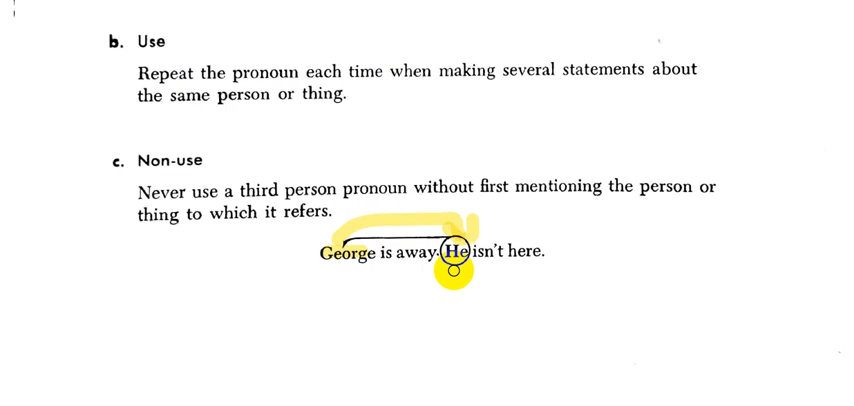 b. Use
Repeat the pronoun each time when making several statements about
the same person or thing.
c. Non-use
Never use a third person pronoun without first mentioning the person or
thing to which it refers.
George is away. He isn't here.